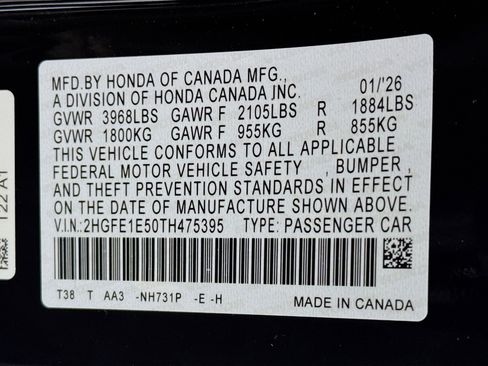 MFD.BY HONDA OF CANADA MFG.,
A DIVISION OF HONDA CANADA INC. 01/'26
GVWR 3968LBS GAWR F 2105LBS R 1884LBS
GVWR 1800KG GAWR F 955KG R 855KG
THIS VEHICLE CONFORMS TO ALL APPLICABLE
FEDERAL MOTOR VEHICLE SAFETY , BUMPER ,
AND THEFT PREVENTION STANDARDS IN EFFECT
ON THE DATE OF MANUFACTURE SHOWN ABOVE.
V.I.N.:2HGFE1E50TH475395 TYPE: PASSENGER CAR
T38 T AA3 -NH731P -E -H
MADE IN CANADA
122 A1